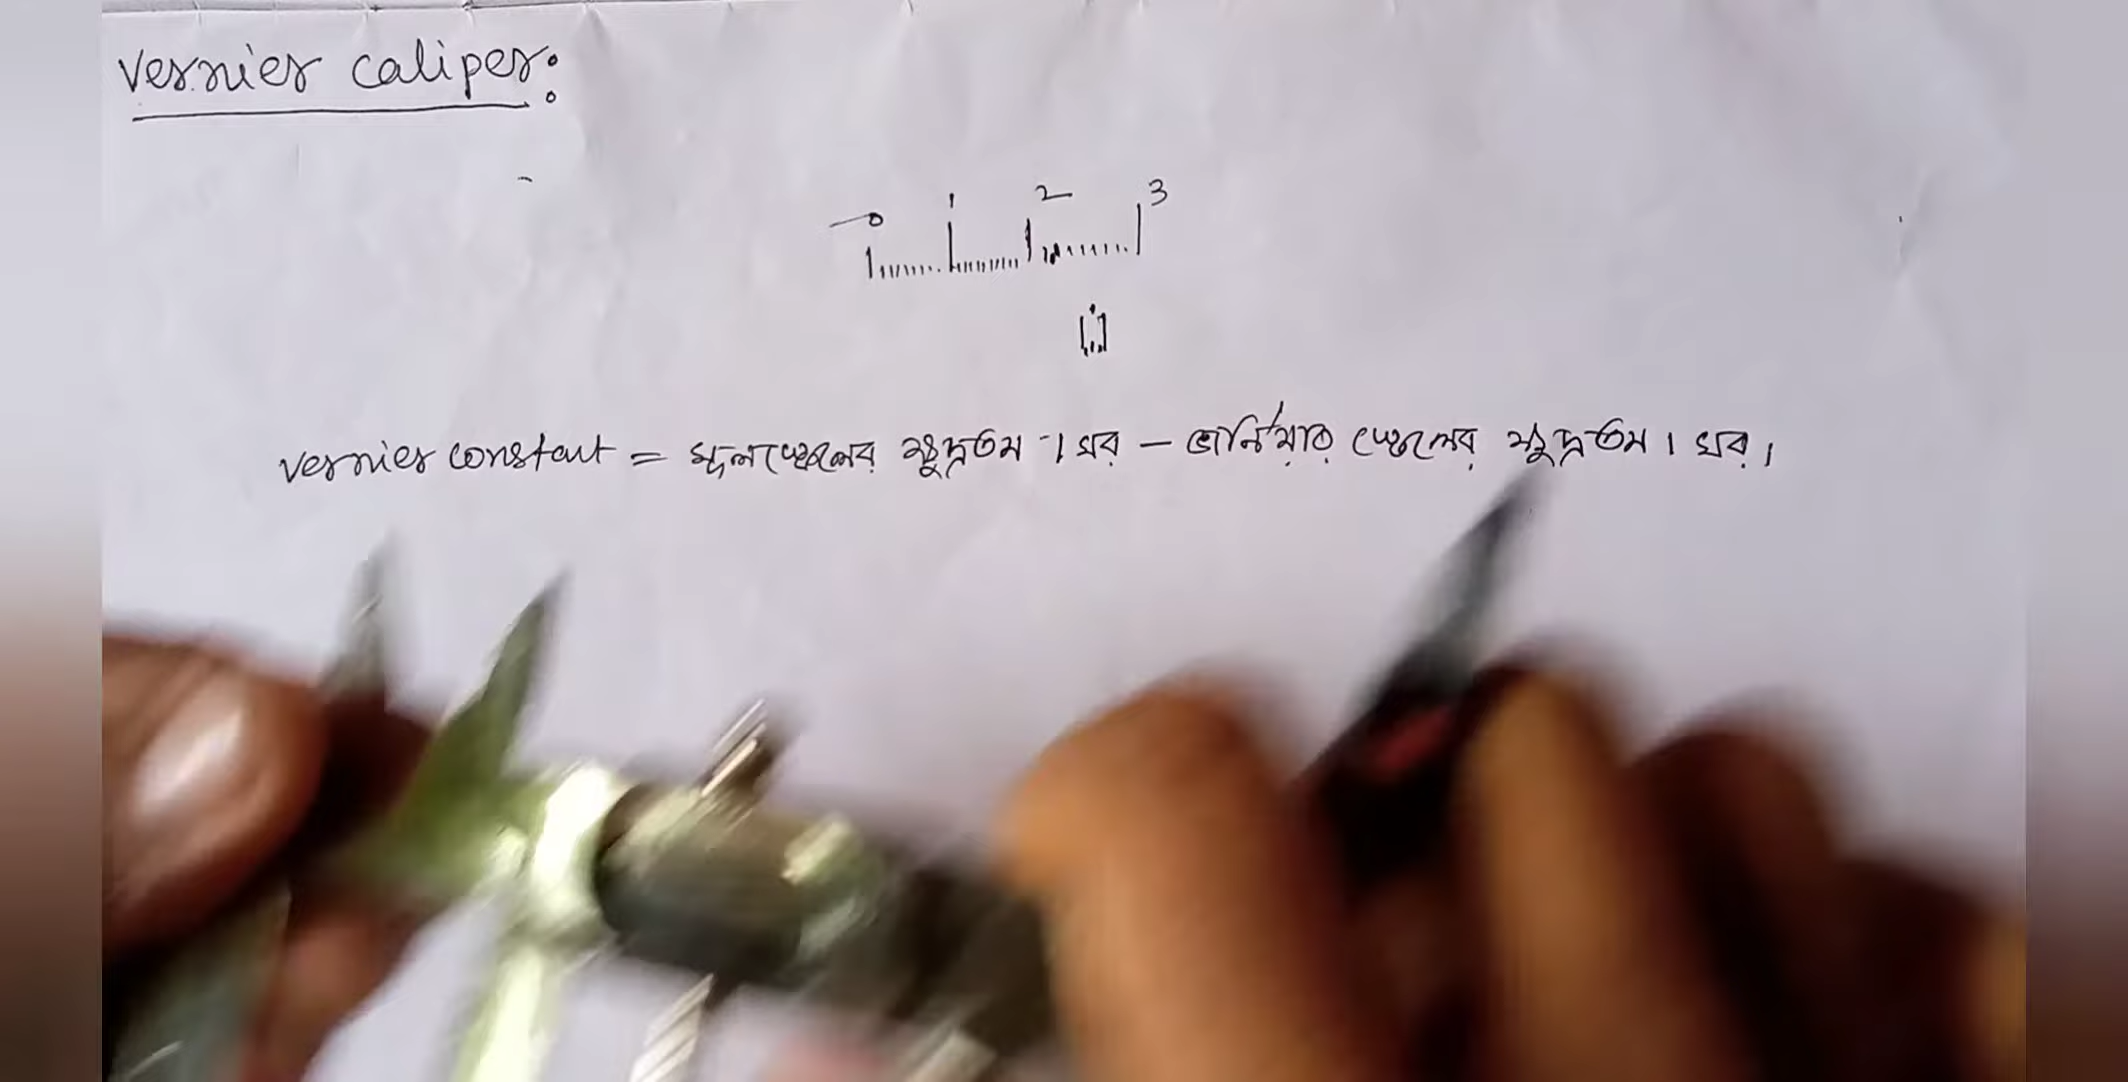 vernier caliper:
0 1 2 3
vernier constant = মূলস্কেলের ক্ষুদ্রতম ১ ঘর – ভার্নিয়ার স্কেলের ক্ষুদ্রতম ১ ঘর।